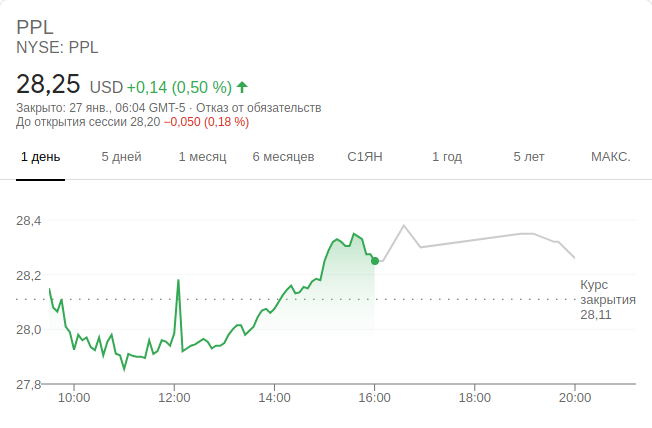 PPL
NYSE: PPL
28,25 USD +0,14 (0,50 %)
Закрыто: 27 янв., 06:04 GMT-5 · Отказ от обязательств
До открытия сессии 28,20 −0,050 (0,18 %)
1 день 5 дней 1 месяц 6 месяцев С1ЯН 1 год 5 лет МАКС.
28,4
28,2
28,0
27,8
Курс
закрытия
28,11
10:00 12:00 14:00 16:00 18:00 20:00